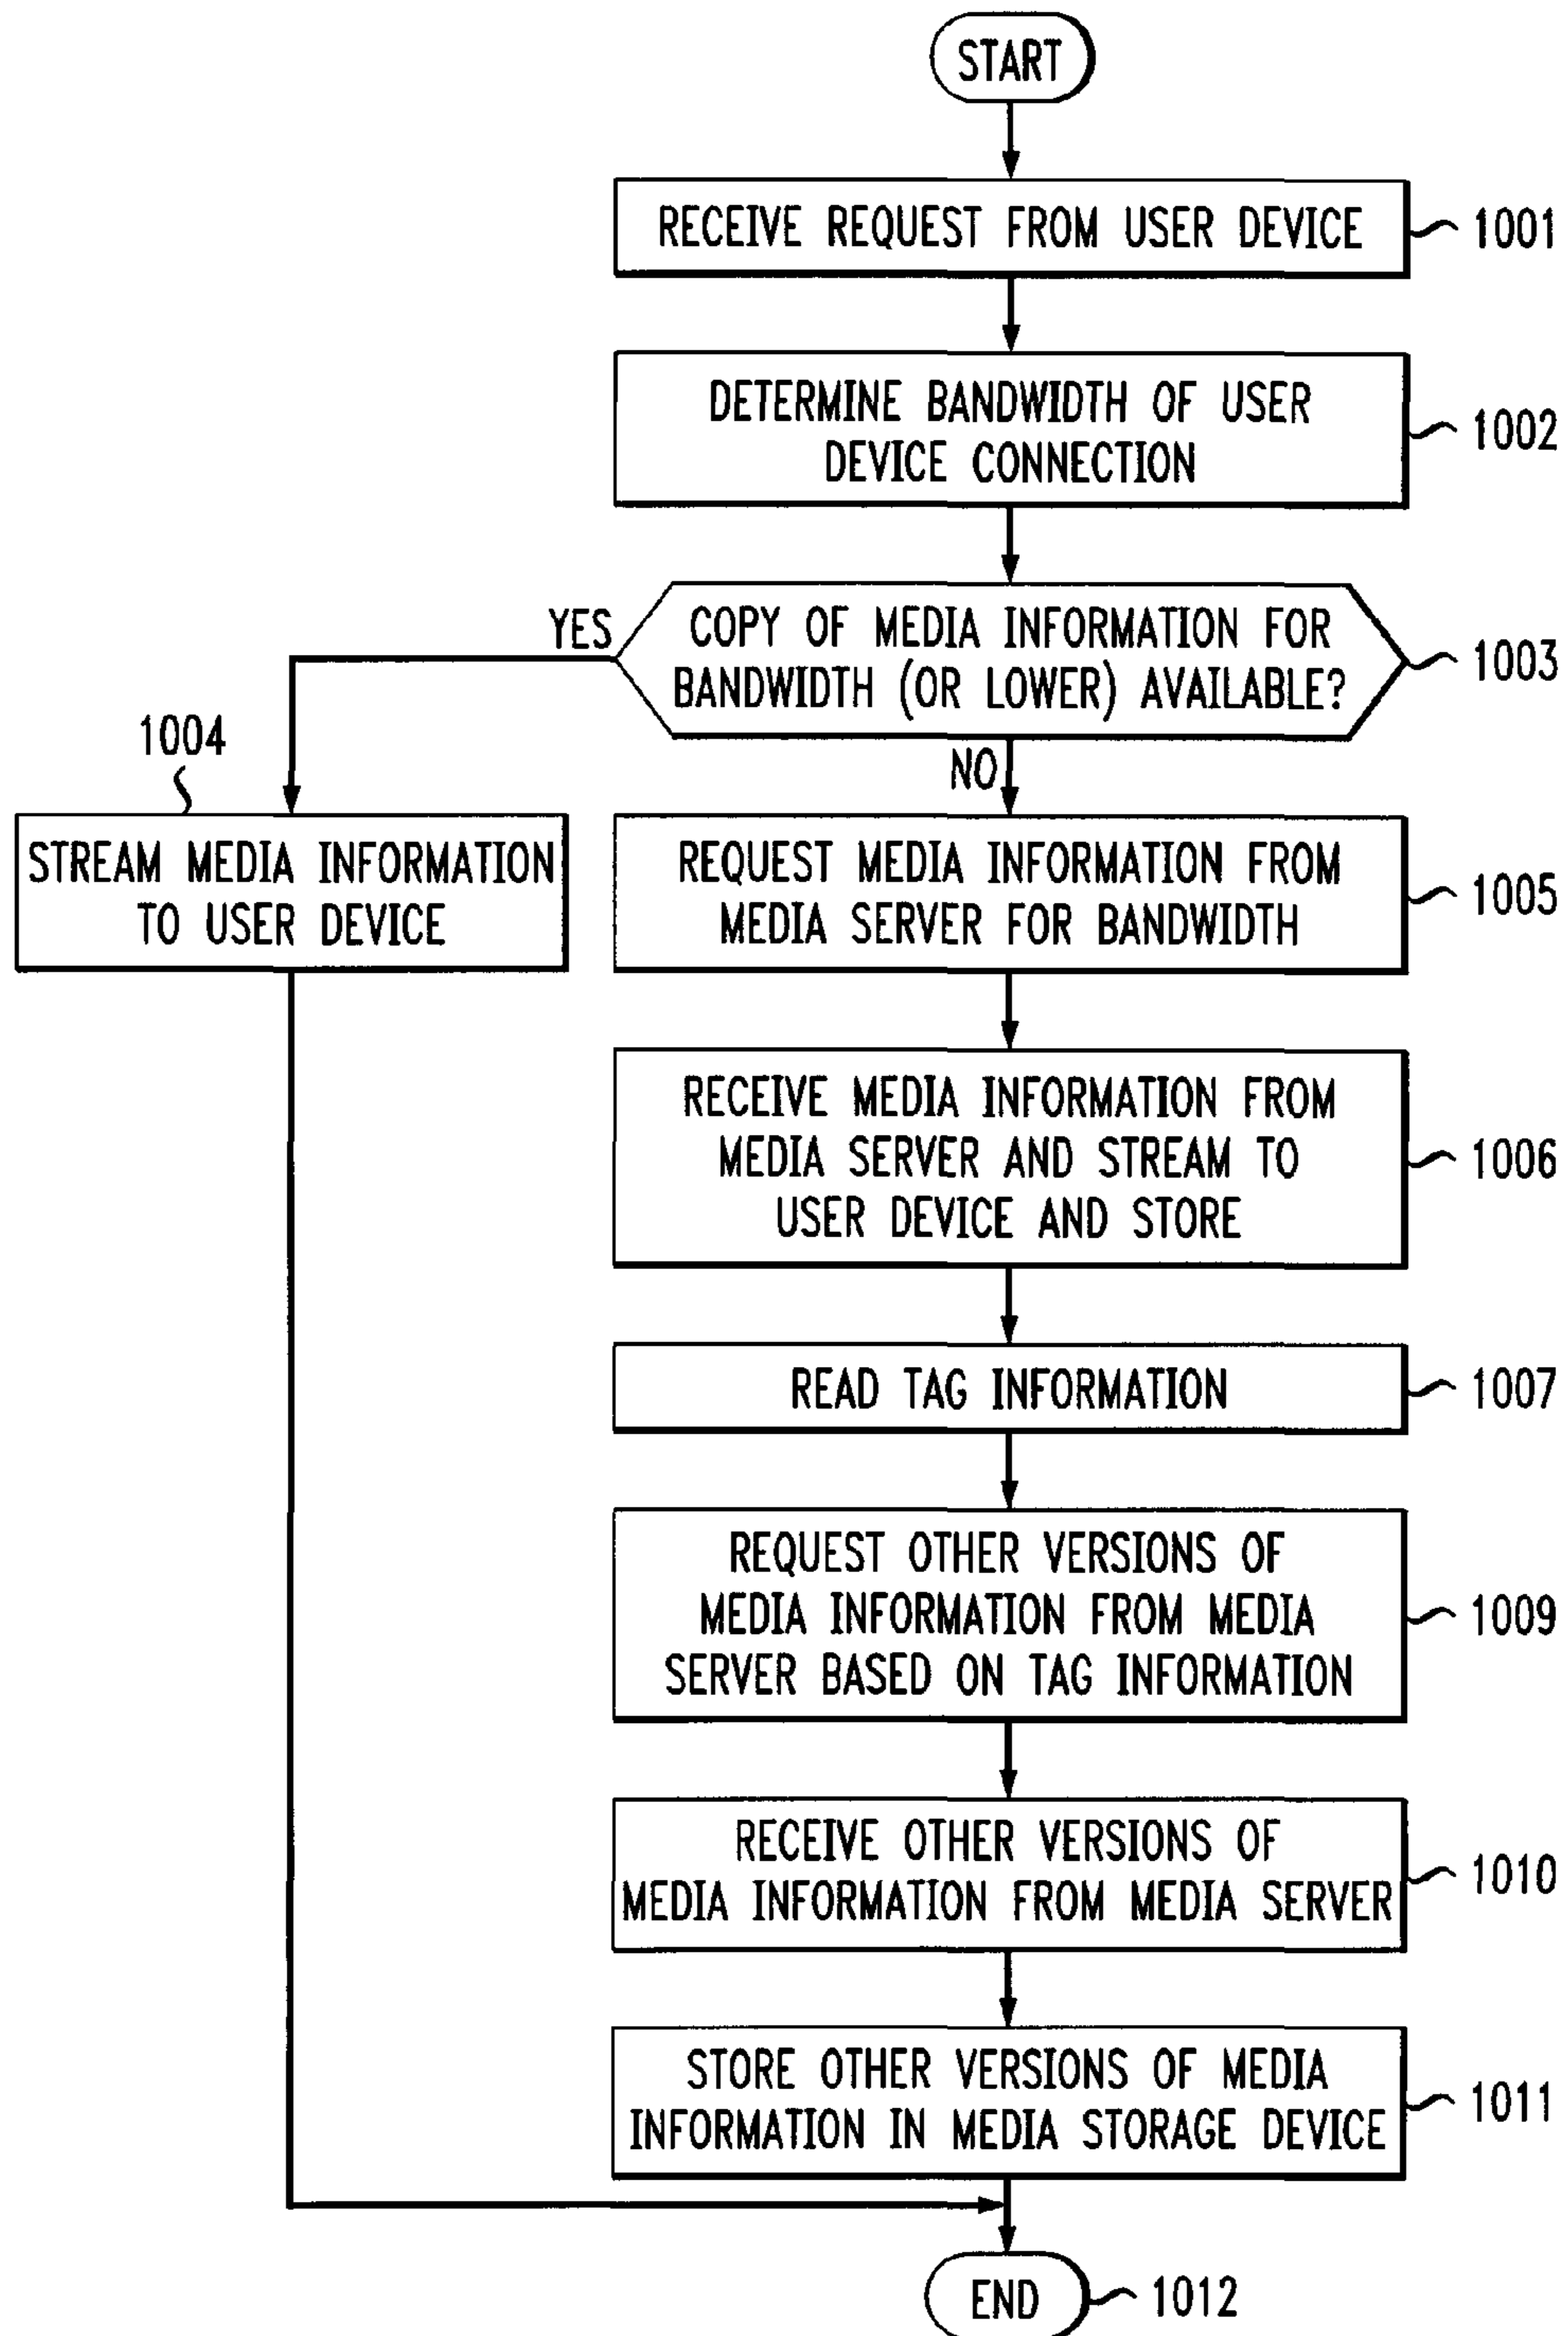 START
RECEIVE REQUEST FROM USER DEVICE
1001
DETERMINE BANDWIDTH OF USER
DEVICE CONNECTION
1002
YES
COPY OF MEDIA INFORMATION FOR
BANDWIDTH (OR LOWER) AVAILABLE?
1003
NO
1004
STREAM MEDIA INFORMATION
TO USER DEVICE
REQUEST MEDIA INFORMATION FROM
MEDIA SERVER FOR BANDWIDTH
1005
RECEIVE MEDIA INFORMATION FROM
MEDIA SERVER AND STREAM TO
USER DEVICE AND STORE
1006
READ TAG INFORMATION
1007
REQUEST OTHER VERSIONS OF
MEDIA INFORMATION FROM MEDIA
SERVER BASED ON TAG INFORMATION
1009
RECEIVE OTHER VERSIONS OF
MEDIA INFORMATION FROM MEDIA SERVER
1010
STORE OTHER VERSIONS OF MEDIA
INFORMATION IN MEDIA STORAGE DEVICE
1011
END
1012